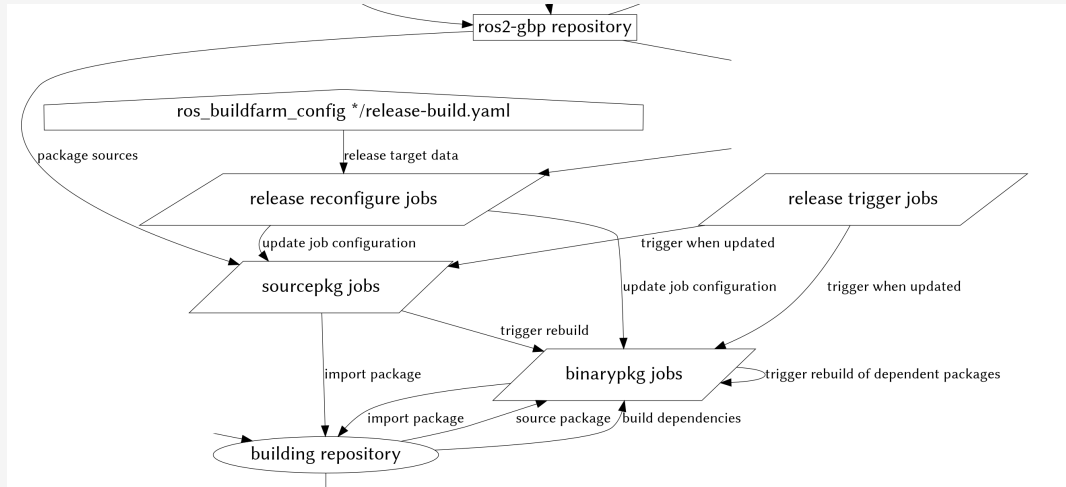 ros2-gbp repository
ros_buildfarm_config */release-build.yaml
package sources
release target data
release reconfigure jobs
release trigger jobs
update job configuration
trigger when updated
sourcepkg jobs
update job configuration
trigger when updated
trigger rebuild
import package
binarypkg jobs
trigger rebuild of dependent packages
import package
source package
build dependencies
building repository